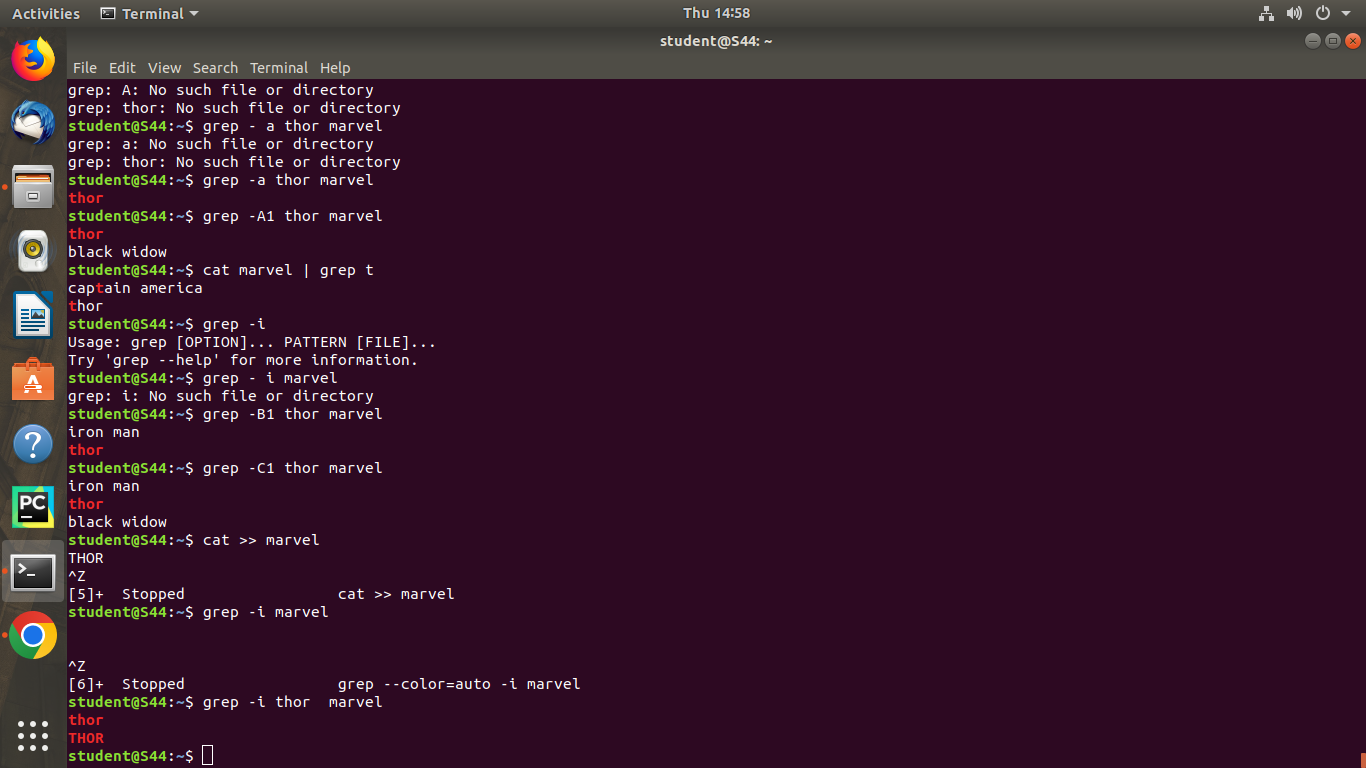 Activities Terminal Thu 14:58
student@S44: ~
File Edit View Search Terminal Help
grep: A: No such file or directory
grep: thor: No such file or directory
student@S44:~$ grep - a thor marvel
grep: a: No such file or directory
grep: thor: No such file or directory
student@S44:~$ grep -a thor marvel
thor
student@S44:~$ grep -A1 thor marvel
thor
black widow
student@S44:~$ cat marvel | grep t
captain america
thor
student@S44:~$ grep -i
Usage: grep [OPTION]... PATTERN [FILE]...
Try 'grep --help' for more information.
student@S44:~$ grep - i marvel
grep: i: No such file or directory
student@S44:~$ grep -B1 thor marvel
iron man
thor
student@S44:~$ grep -C1 thor marvel
iron man
thor
black widow
student@S44:~$ cat >> marvel
THOR
^Z
[5]+  Stopped                 cat >> marvel
student@S44:~$ grep -i marvel
^Z
[6]+  Stopped                 grep --color=auto -i marvel
student@S44:~$ grep -i thor  marvel
thor
THOR
student@S44:~$
PC